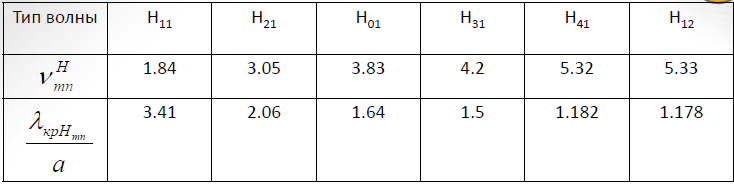 Тип волны H₁₁ H₂₁ H₀₁ H₃₁ H₄₁ H₁₂
ν^H_mn 1.84 3.05 3.83 4.2 5.32 5.33
λ_крH_mn / a 3.41 2.06 1.64 1.5 1.182 1.178